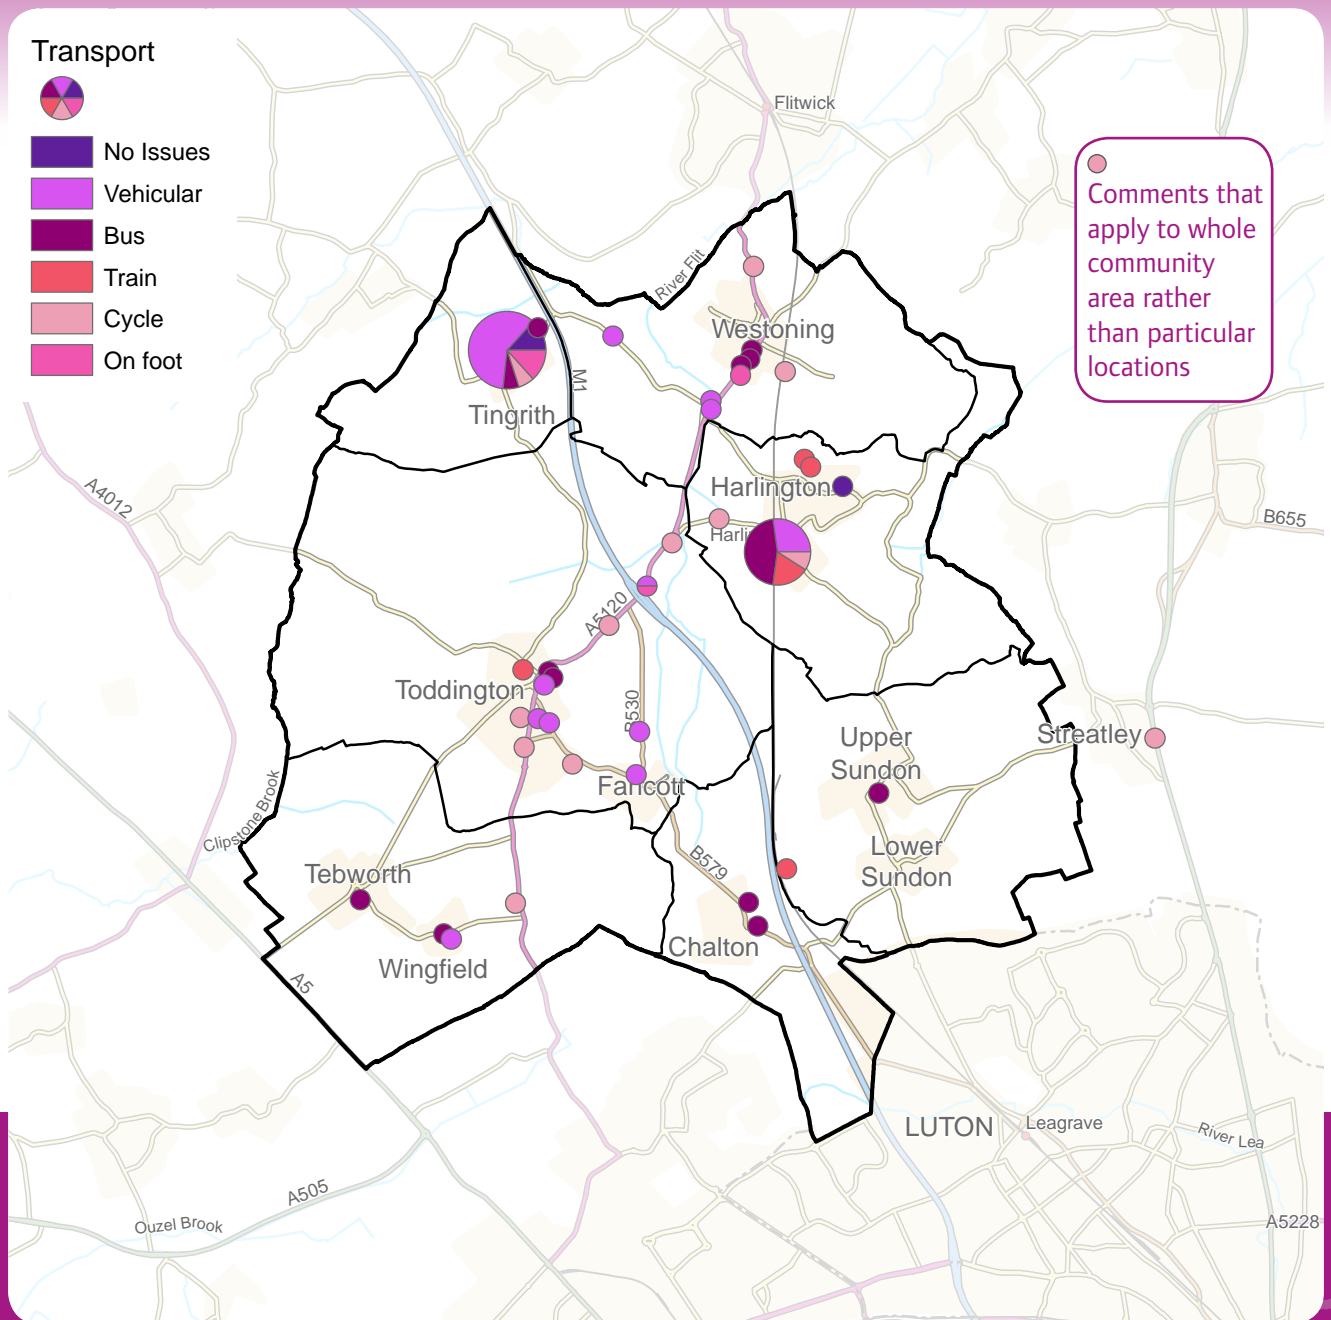 Transport
No Issues
Vehicular
Bus
Train
Cycle
On foot
Flitwick
Comments that
apply to whole
community
area rather
than particular
locations
River Flit
Westoning
M1
Tingrith
A4012
Harlington
B655
Harli
A5120
Toddington
Upper
Sundon
Streatley
Fancott
Clipstone Brook
B579
Lower
Sundon
Tebworth
Chalton
Wingfield
A5
LUTON
Leagrave
River Lea
A505
Ouzel Brook
A5228